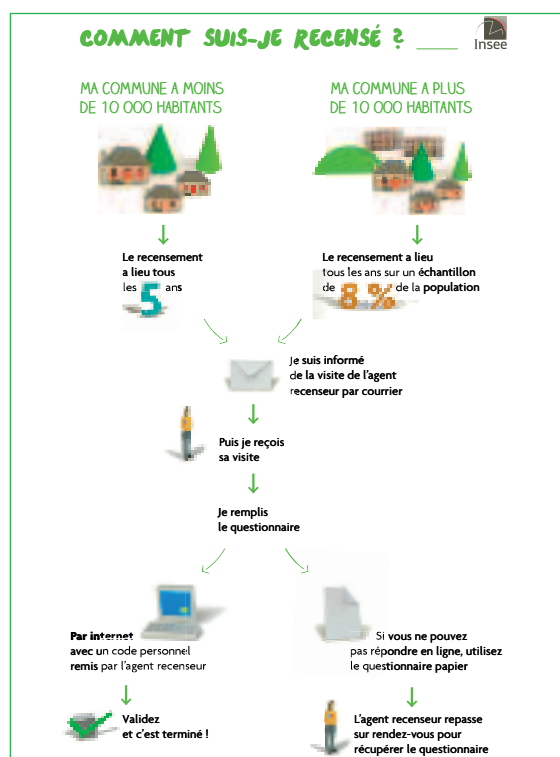 COMMENT SUIS-JE RECENSÉ ?
Insee
MA COMMUNE A MOINS
DE 10 000 HABITANTS
MA COMMUNE A PLUS
DE 10 000 HABITANTS
Le recensement
a lieu tous
les 5 ans
Le recensement a lieu
tous les ans sur un échantillon
de 8 % de la population
Je suis informé
de la visite de l'agent
recenseur par courrier
Puis je reçois
sa visite
Je remplis
le questionnaire
Par internet
avec un code personnel
remis par l'agent recenseur
Si vous ne pouvez
pas répondre en ligne, utilisez
le questionnaire papier
Validez
et c'est terminé !
L'agent recenseur repasse
sur rendez-vous pour
récupérer le questionnaire